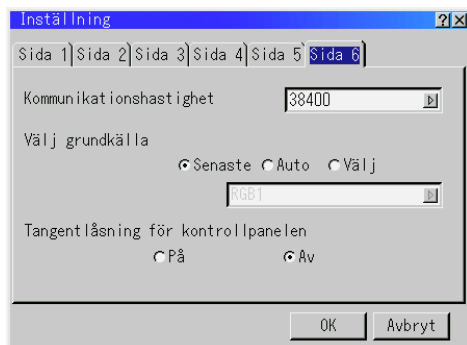 Inställning
Sida 1 Sida 2 Sida 3 Sida 4 Sida 5 Sida 6
Kommunikationshastighet 38400
Välj grundkälla
Senaste Auto Välj
RGB1
Tangentlåsning för kontrollpanelen
På Av
OK Avbryt